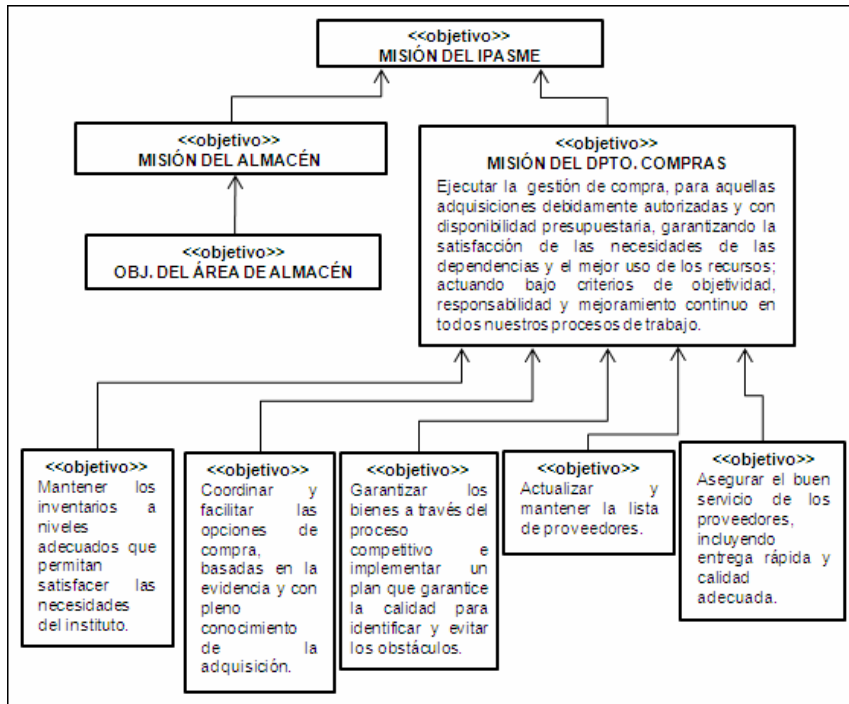 <<objetivo>>
MISIÓN DEL IPASME
<<objetivo>>
MISIÓN DEL ALMACÉN
<<objetivo>>
OBJ. DEL ÁREA DE ALMACÉN
<<objetivo>>
MISIÓN DEL DPTO. COMPRAS
Ejecutar la gestión de compra, para aquellas
adquisiciones debidamente autorizadas y con
disponibilidad presupuestaria, garantizando la
satisfacción de las necesidades de las
dependencias y el mejor uso de los recursos;
actuando bajo criterios de objetividad,
responsabilidad y mejoramiento continuo en
todos nuestros procesos de trabajo.
<<objetivo>>
Mantener los
inventarios a
niveles
adecuados que
permitan
satisfacer las
necesidades
del instituto.
<<objetivo>>
Coordinar y
facilitar las
opciones de
compra,
basadas en la
evidencia y con
pleno
conocimiento
de la
adquisición.
<<objetivo>>
Garantizar los
bienes a través del
proceso
competitivo e
implementar un
plan que garantice
la calidad para
identificar y evitar
los obstáculos.
<<objetivo>>
Actualizar y
mantener la lista
de proveedores.
<<objetivo>>
Asegurar el buen
servicio de los
proveedores,
incluyendo
entrega rápida y
calidad
adecuada.